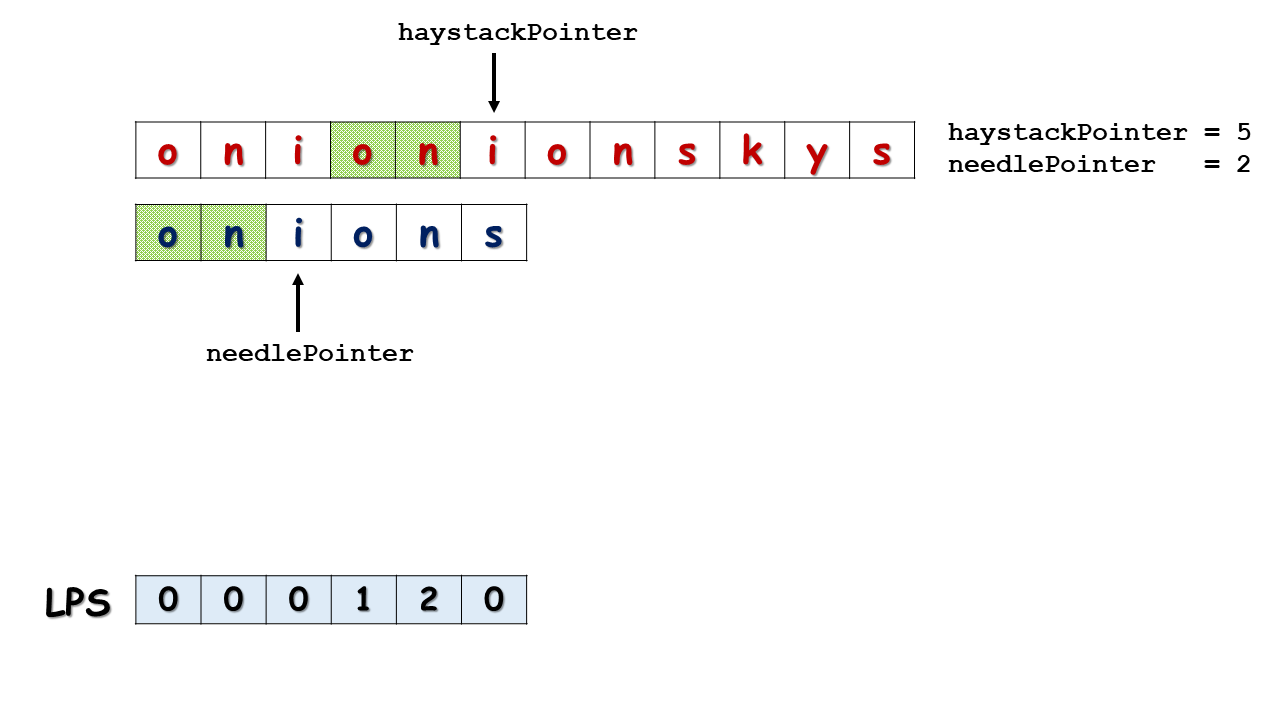 haystackPointer
o n i o n i o n s k y s
haystackPointer = 5
needlePointer = 2
o n i o n s
needlePointer
LPS 0 0 0 1 2 0